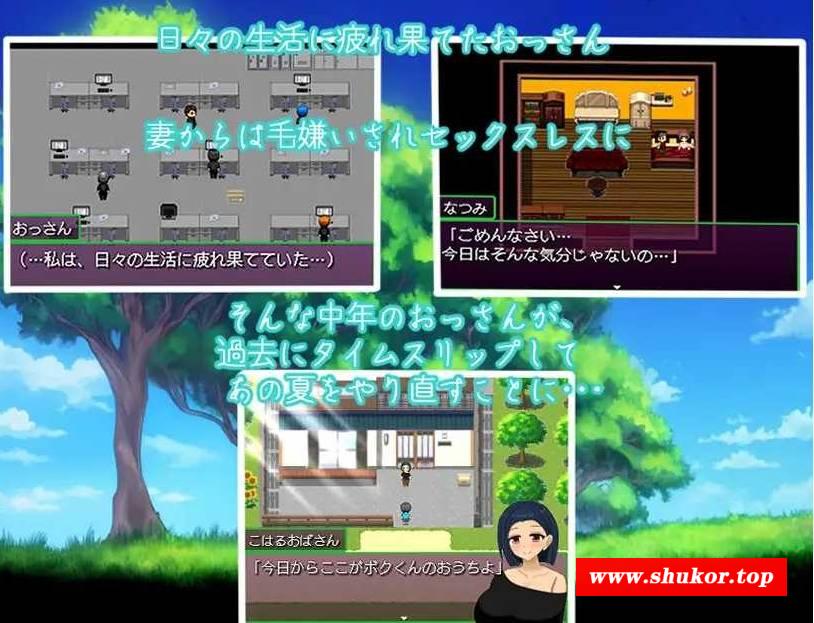 日々の生活に疲れ果てたおっさん
妻からは毛嫌いされセックスレスに
おっさん
(…私は、日々の生活に疲れ果てていた…)
なつみ
「ごめんなさい…
今日はそんな気分じゃないの…」
そんな中年のおっさんが、
過去にタイムスリップして
あの夏をやり直すことに…
こはるおばさん
「今日からここがボクくんのおうちよ」
www.shukor.top